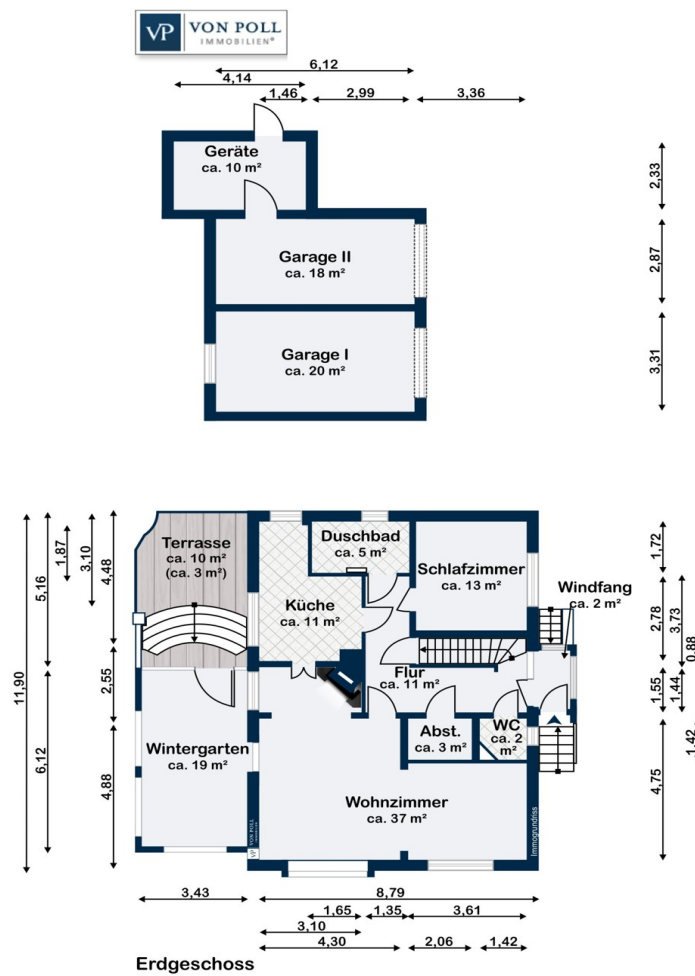 VP VON POLL
IMMOBILIEN®
6,12
4,14
1,46
2,99
3,36
Geräte
ca. 10 m²
2,33
Garage II
ca. 18 m²
2,87
Garage I
ca. 20 m²
3,31
11,90
5,16
6,12
1,87
3,10
4,48
2,55
4,88
Terrasse
ca. 10 m²
(ca. 3 m²)
Duschbad
ca. 5 m²
Schlafzimmer
ca. 13 m²
Windfang
ca. 2 m²
Küche
ca. 11 m²
Flur
ca. 11 m²
Wintergarten
ca. 19 m²
Abst.
ca. 3 m²
WC
ca. 2
m²
Wohnzimmer
ca. 37 m²
1,72
2,78
3,73
0,88
1,55
1,44
1,42
4,75
VP VON POLL
Immogrundriss
3,43
8,79
1,65
1,35
3,61
3,10
4,30
2,06
1,42
Erdgeschoss